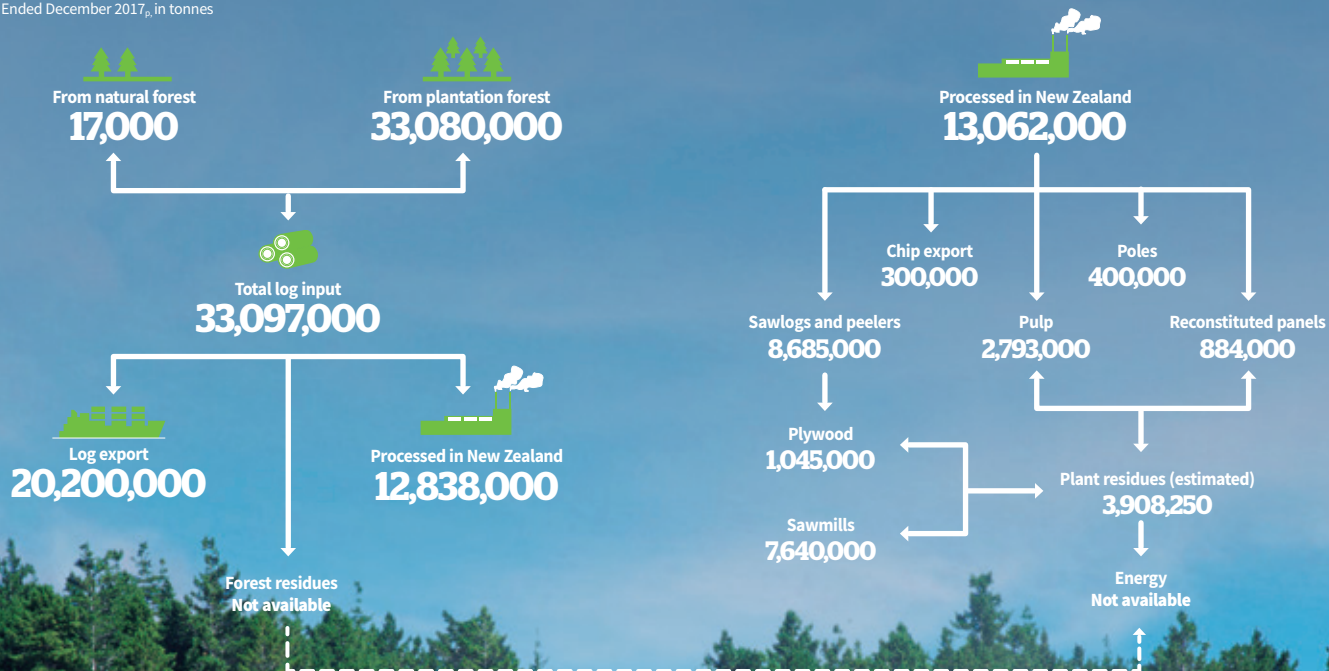 Ended December 2017p, in tonnes
From natural forest
17,000
From plantation forest
33,080,000
Total log input
33,097,000
Log export
20,200,000
Processed in New Zealand
12,838,000
Forest residues
Not available
Processed in New Zealand
13,062,000
Chip export
300,000
Poles
400,000
Sawlogs and peelers
8,685,000
Pulp
2,793,000
Reconstituted panels
884,000
Plywood
1,045,000
Plant residues (estimated)
3,908,250
Sawmills
7,640,000
Energy
Not available